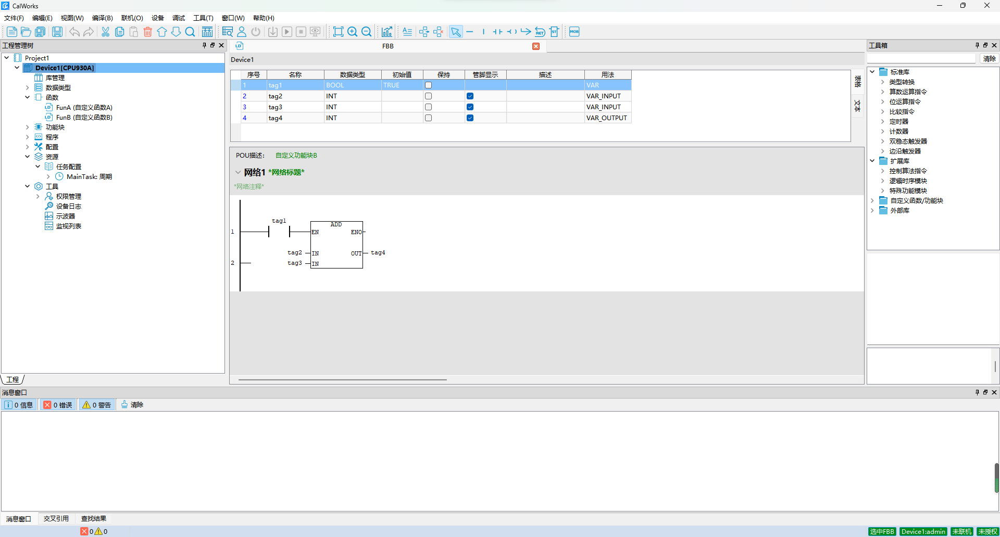 CalWorks
文件(F) 编辑(E) 视图(W) 编译(B) 联机(O) 设备 调试 工具(T) 窗口(W) 帮助(H)
RET ST MOB
工程管理树
Project1
Device1[CPU930A]
库管理
数据类型
函数
LD FunA (自定义函数A)
LD FunB (自定义函数B)
功能块
程序
配置
资源
任务配置
MainTask: 周期
工具
权限管理
设备日志
示波器
监视列表
工程
LD FBB
Device1
序号 名称 数据类型 初始值 保持 管脚显示 描述 用法
1 tag1 BOOL TRUE VAR
2 tag2 INT VAR_INPUT
3 tag3 INT VAR_INPUT
4 tag4 INT VAR_OUTPUT
表格
文本
POU描述: 自定义功能块B
网络1 *网络标题*
*网络注释*
tag1
ADD
1 EN ENO
tag2 IN OUT tag4
2 tag3 IN
工具箱
清除
标准库
类型转换
算数运算指令
位运算指令
比较指令
定时器
计数器
双稳态触发器
边沿触发器
扩展库
控制算法指令
逻辑时序模块
特殊功能模块
自定义函数/功能块
外部库
消息窗口
0 信息 0 错误 0 警告 清除
消息窗口 交叉引用 查找结果
0 0
选中FBB Device1:admin 未联机 未授权